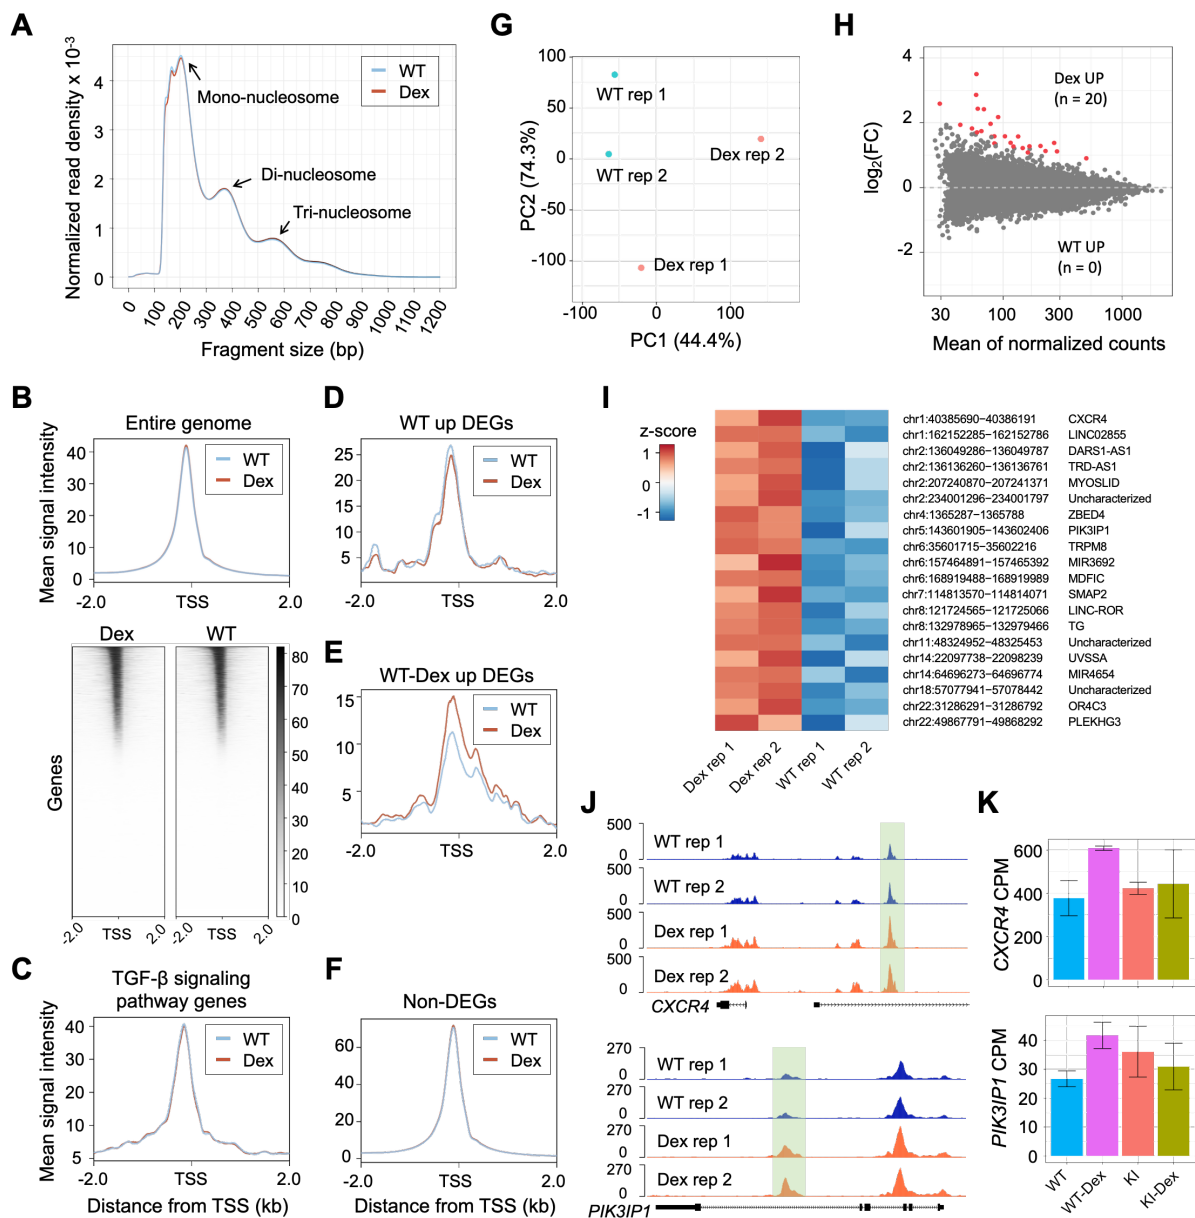 A
Normalized read density x 10⁻³
4
3
2
1
0
WT
Dex
Mono-nucleosome
Di-nucleosome
Tri-nucleosome
0 100 200 300 400 500 600 700 800 900 1000 1100 1200
Fragment size (bp)
G
PC2 (74.3%)
100
50
0
-50
-100
WT rep 1
WT rep 2
Dex rep 2
Dex rep 1
-100 0 100
PC1 (44.4%)
H
log₂(FC)
4
2
0
-2
Dex UP
(n = 20)
WT UP
(n = 0)
30 100 300 1000
Mean of normalized counts
B
Entire genome
Mean signal intensity
40
30
20
10
0
WT
Dex
-2.0 TSS 2.0
Dex WT
Genes
80
70
60
50
40
30
20
10
0
-2.0 TSS 2.0 -2.0 TSS 2.0
C
TGF-β signaling
pathway genes
Mean signal intensity
40
30
20
10
5
WT
Dex
-2.0 TSS 2.0
Distance from TSS (kb)
D
WT up DEGs
25
20
15
10
5
WT
Dex
-2.0 TSS 2.0
E
WT-Dex up DEGs
15
10
5
WT
Dex
-2.0 TSS 2.0
F
Non-DEGs
60
40
20
0
WT
Dex
-2.0 TSS 2.0
Distance from TSS (kb)
I
z-score
1
0
-1
chr1:40385690−40386191 CXCR4
chr1:162152285−162152786 LINC02855
chr2:136049286−136049787 DARS1-AS1
chr2:136136260−136136761 TRD-AS1
chr2:207240870−207241371 MYOSLID
chr2:234001296−234001797 Uncharacterized
chr4:1365287−1365788 ZBED4
chr5:143601905−143602406 PIK3IP1
chr6:35601715−35602216 TRPM8
chr6:157464891−157465392 MIR3692
chr6:168919488−168919989 MDFIC
chr7:114813570−114814071 SMAP2
chr8:121724565−121725066 LINC-ROR
chr8:132978965−132979466 TG
chr11:48324952−48325453 Uncharacterized
chr14:22097738−22098239 UVSSA
chr14:64696273−64696774 MIR4654
chr18:57077941−57078442 Uncharacterized
chr22:31286291−31286792 OR4C3
chr22:49867791−49868292 PLEKHG3
Dex rep 1 Dex rep 2 WT rep 1 WT rep 2
J
500
0
WT rep 1
500
0
WT rep 2
500
0
Dex rep 1
500
0
Dex rep 2
CXCR4
270
0
WT rep 1
270
0
WT rep 2
270
0
Dex rep 1
270
0
Dex rep 2
PIK3IP1
K
CXCR4 CPM
600
400
200
0
PIK3IP1 CPM
40
30
20
10
0
WT WT-Dex KI KI-Dex